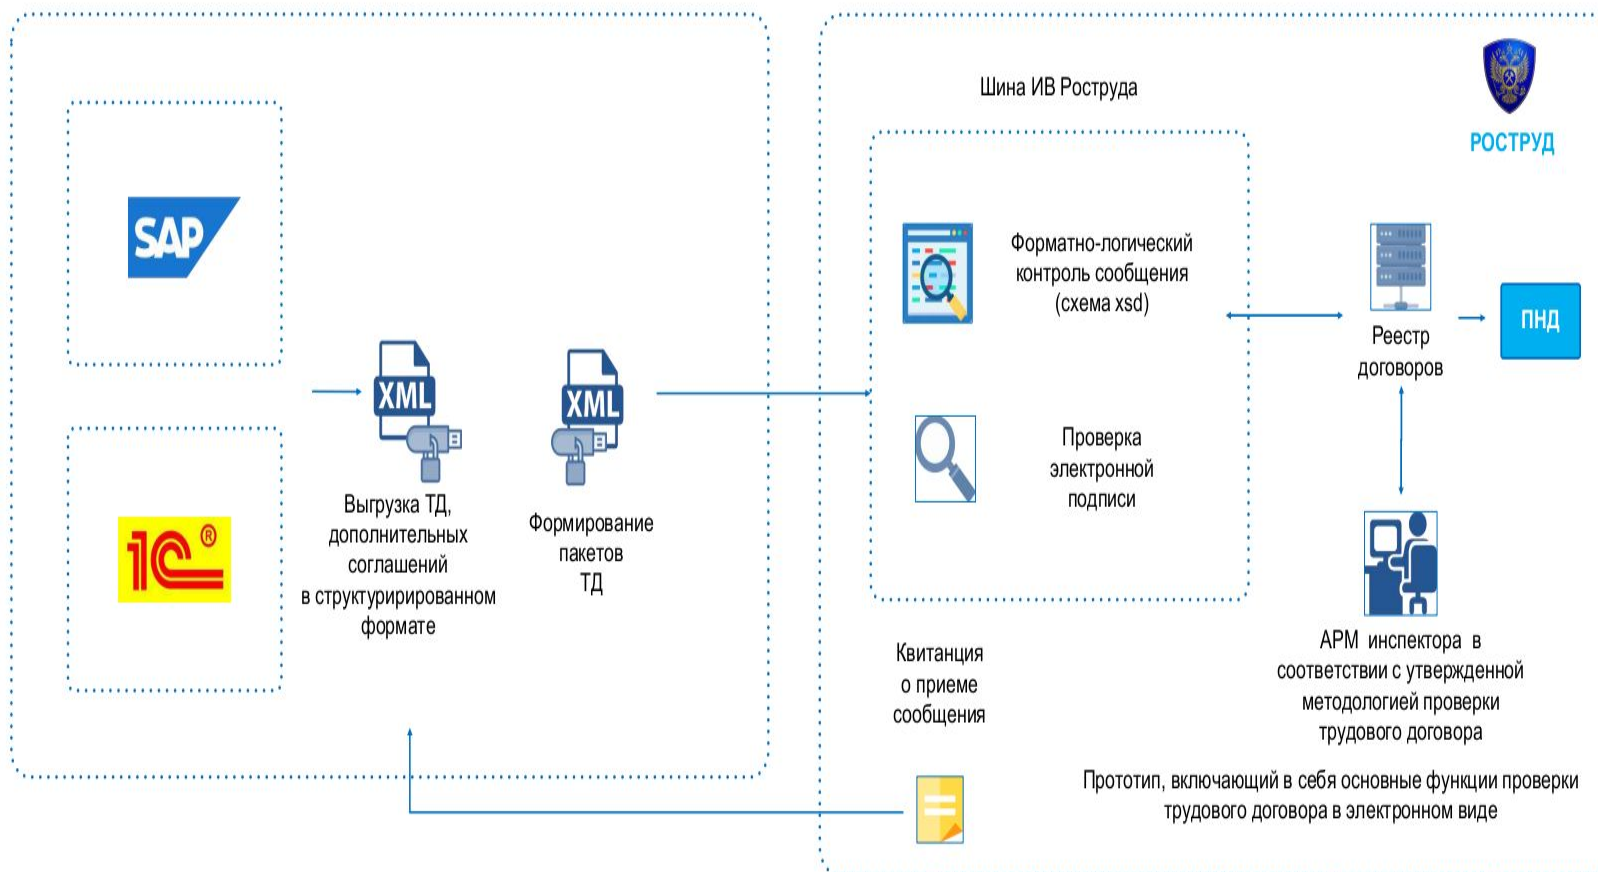 SAP
1С®
XML
Выгрузка ТД,
дополнительных
соглашений
в структурирированном
формате
XML
Формирование
пакетов
ТД
Шина ИВ Роструда
РОСТРУД
Форматно-логический
контроль сообщения
(схема xsd)
Проверка
электронной
подписи
Реестр
договоров
ПНД
АРМ инспектора в
соответствии с утвержденной
методологией проверки
трудового договора
Квитанция
о приеме
сообщения
Прототип, включающий в себя основные функции проверки
трудового договора в электронном виде